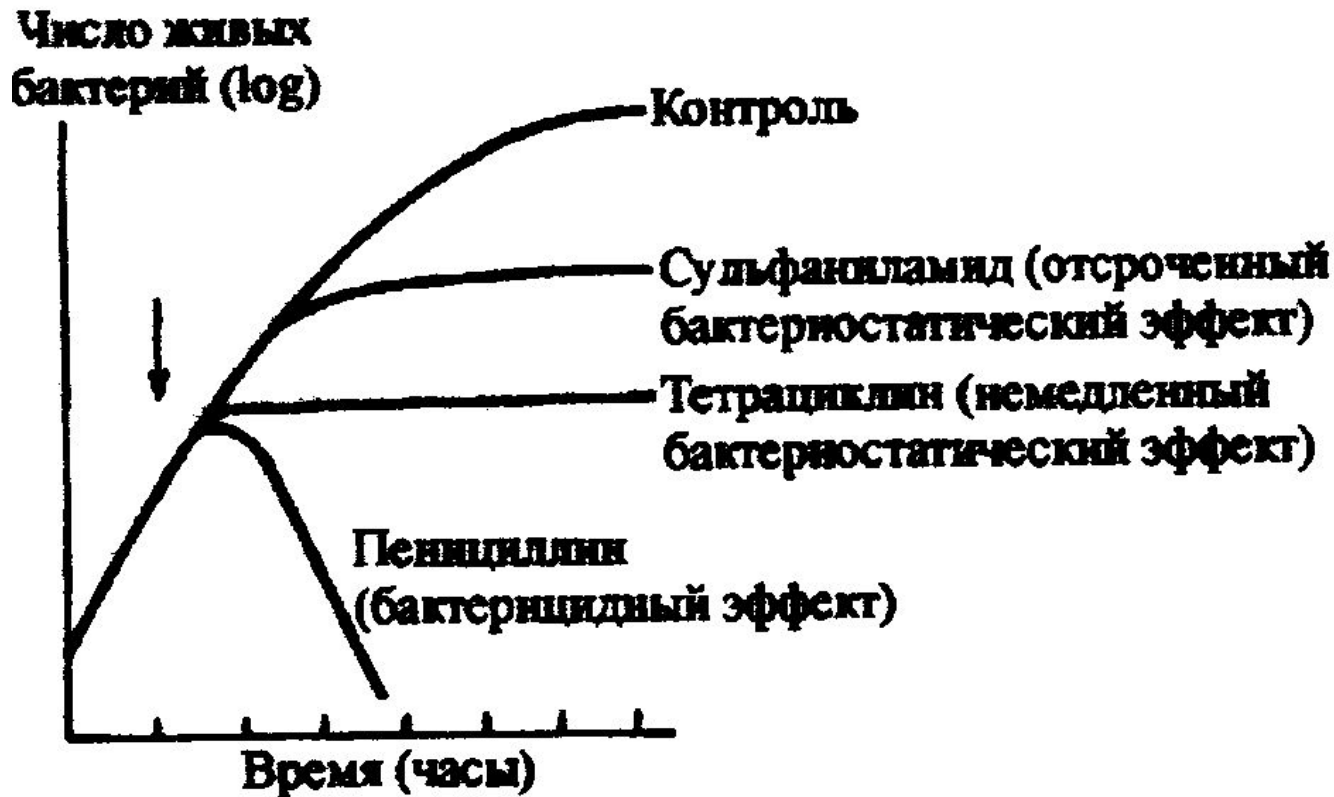 Число живых
бактерий (log)
Контроль
Сульфаниламид (отсроченный
бактериостатический эффект)
Тетрациклин (немедленный
бактериостатический эффект)
Пенициллин
(бактерицидный эффект)
Время (часы)